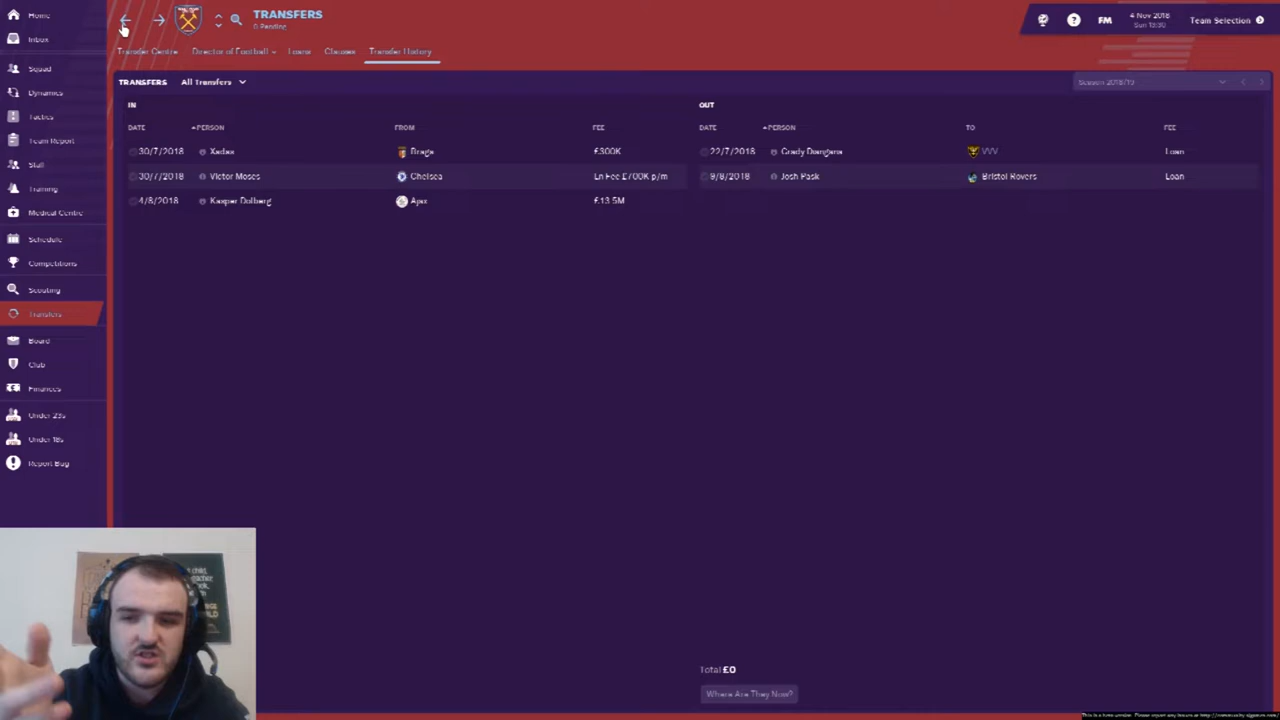 Home
Inbox
Squad
Dynamics
Tactics
Team Report
Staff
Training
Medical Centre
Schedule
Competitions
Scouting
Transfers
Board
Club
Finances
Under 23s
Under 18s
Report Bug
TRANSFERS
0 Pending
FM
4 Nov 2018
Sun 13:30
Team Selection
Transfer Centre Director of Football Loans Clauses Transfer History
TRANSFERS All Transfers
Season 2018/19
IN
DATE PERSON FROM FEE
30/7/2018 Xadas Braga £300K
30/7/2018 Victor Moses Chelsea Ln Fee £700K p/m
4/8/2018 Kasper Dolberg Ajax £13.5M
OUT
DATE PERSON TO FEE
22/7/2018 Grady Diangana VVV Loan
9/8/2018 Josh Pask Bristol Rovers Loan
Total £0
Where Are They Now?